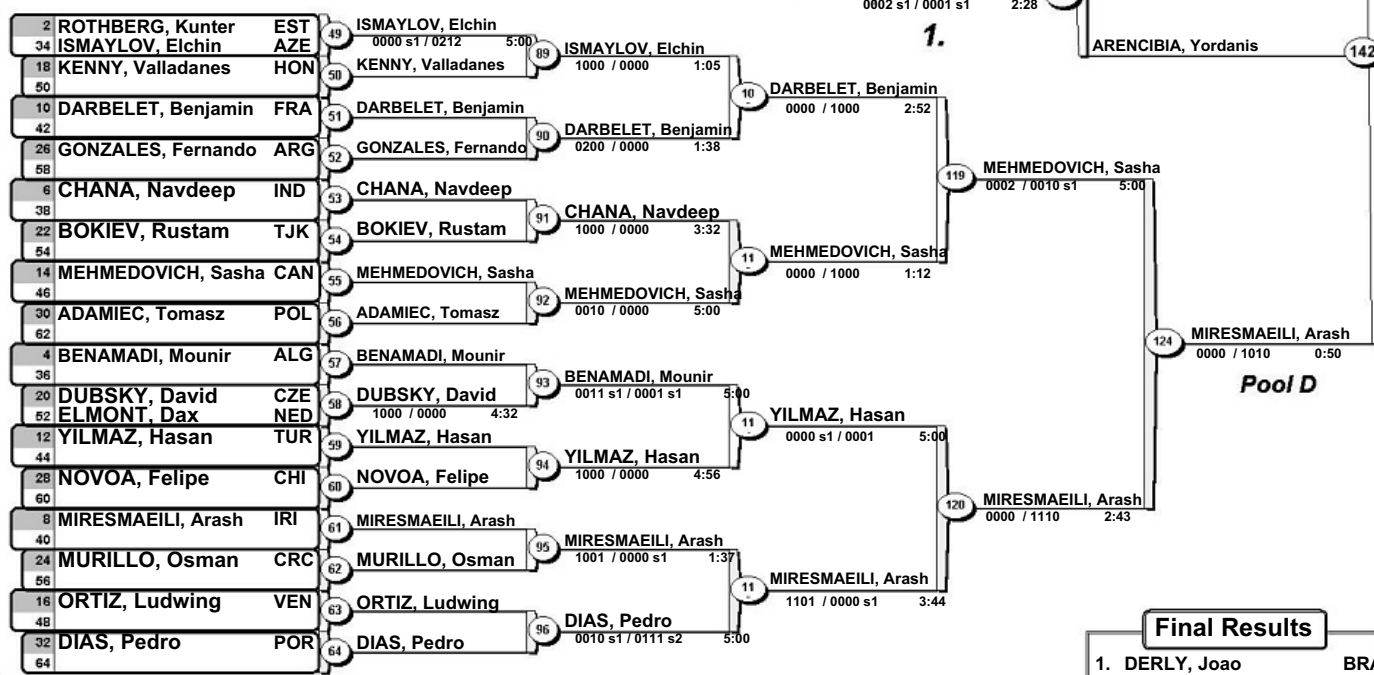 0002 s1 / 0001 s1 2:28
1.
ARENCIBIA, Yordanis 142
2 ROTHBERG, Kunter EST
34 ISMAYLOV, Elchin AZE
49 ISMAYLOV, Elchin
0000 s1 / 0212 5:00
18 KENNY, Valladanes HON
50
50 KENNY, Valladanes
89 ISMAYLOV, Elchin
1000 / 0000 1:05
10 DARBELET, Benjamin FRA
42
51 DARBELET, Benjamin
26 GONZALES, Fernando ARG
58
52 GONZALES, Fernando
90 DARBELET, Benjamin
0200 / 0000 1:38
10 DARBELET, Benjamin
0000 / 1000 2:52
6 CHANA, Navdeep IND
38
53 CHANA, Navdeep
22 BOKIEV, Rustam TJK
54
54 BOKIEV, Rustam
91 CHANA, Navdeep
1000 / 0000 3:32
14 MEHMEDOVICH, Sasha CAN
46
55 MEHMEDOVICH, Sasha
30 ADAMIEC, Tomasz POL
62
56 ADAMIEC, Tomasz
92 MEHMEDOVICH, Sasha
0010 / 0000 5:00
11 MEHMEDOVICH, Sasha
0000 / 1000 1:12
119 MEHMEDOVICH, Sasha
0002 / 0010 s1 5:00
4 BENAMADI, Mounir ALG
36
57 BENAMADI, Mounir
20 DUBSKY, David CZE
52 ELMONT, Dax NED
58 DUBSKY, David
1000 / 0000 4:32
93 BENAMADI, Mounir
0011 s1 / 0001 s1 5:00
12 YILMAZ, Hasan TUR
44
59 YILMAZ, Hasan
28 NOVOA, Felipe CHI
60
60 NOVOA, Felipe
94 YILMAZ, Hasan
1000 / 0000 4:56
11 YILMAZ, Hasan
0000 s1 / 0001 5:00
8 MIRESMAEILI, Arash IRI
40
61 MIRESMAEILI, Arash
24 MURILLO, Osman CRC
56
62 MURILLO, Osman
95 MIRESMAEILI, Arash
1001 / 0000 s1 1:37
16 ORTIZ, Ludwing VEN
48
63 ORTIZ, Ludwing
32 DIAS, Pedro POR
64
64 DIAS, Pedro
96 DIAS, Pedro
0010 s1 / 0111 s2 5:00
11 MIRESMAEILI, Arash
1101 / 0000 s1 3:44
120 MIRESMAEILI, Arash
0000 / 1110 2:43
124 MIRESMAEILI, Arash
0000 / 1010 0:50
Pool D
Final Results
1. DERLY, Joao BRA